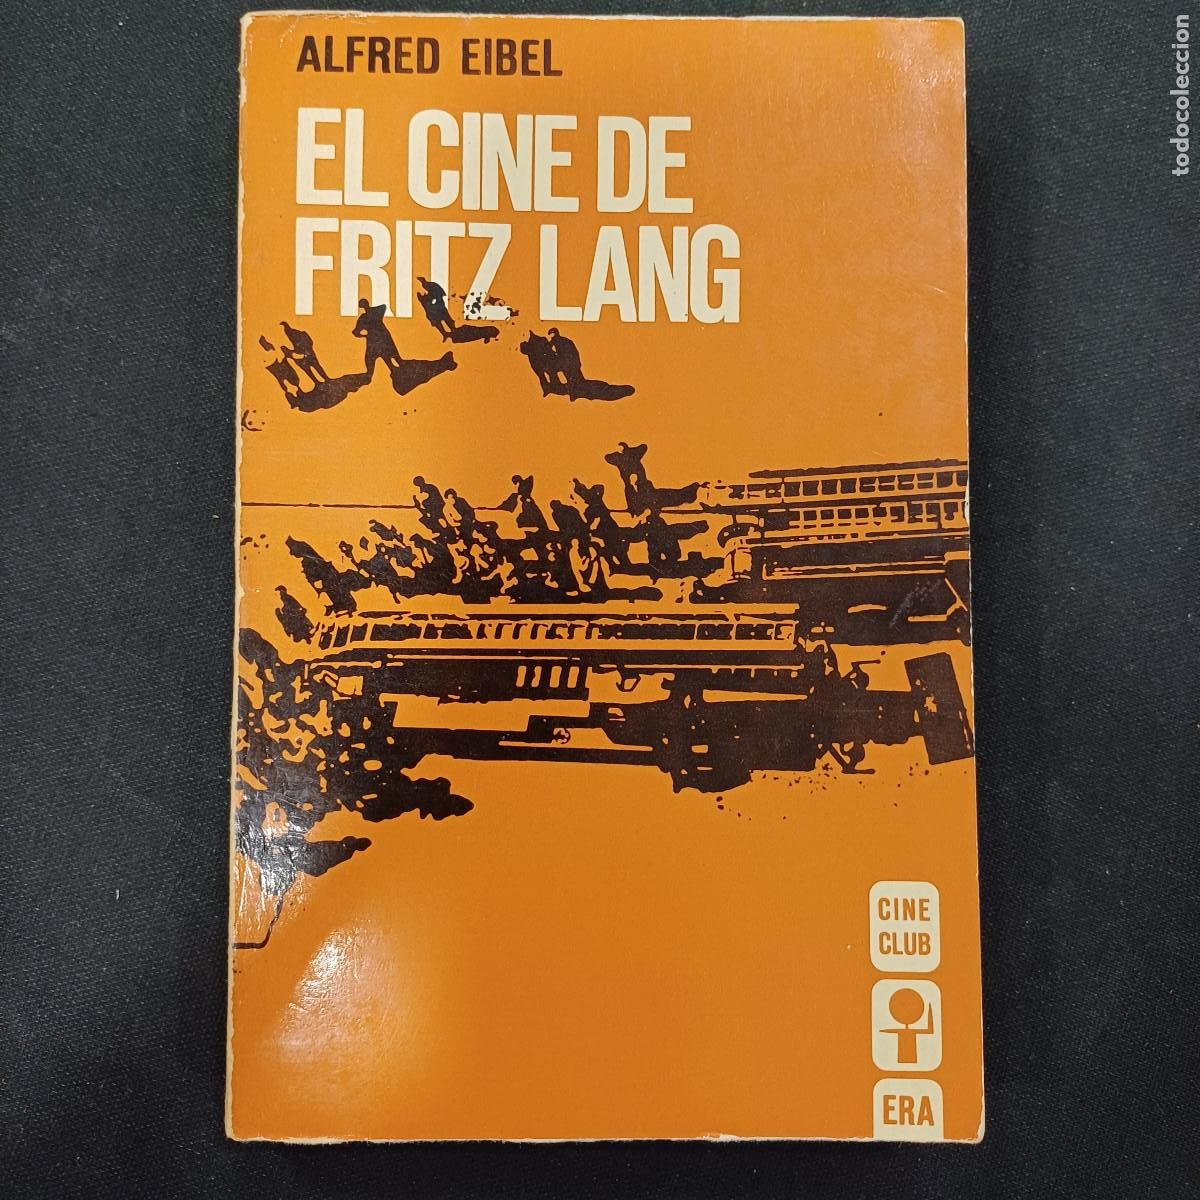 ALFRED EIBEL
EL CINE DE
FRITZ LANG
CINE
CLUB
ERA
todocoleccion